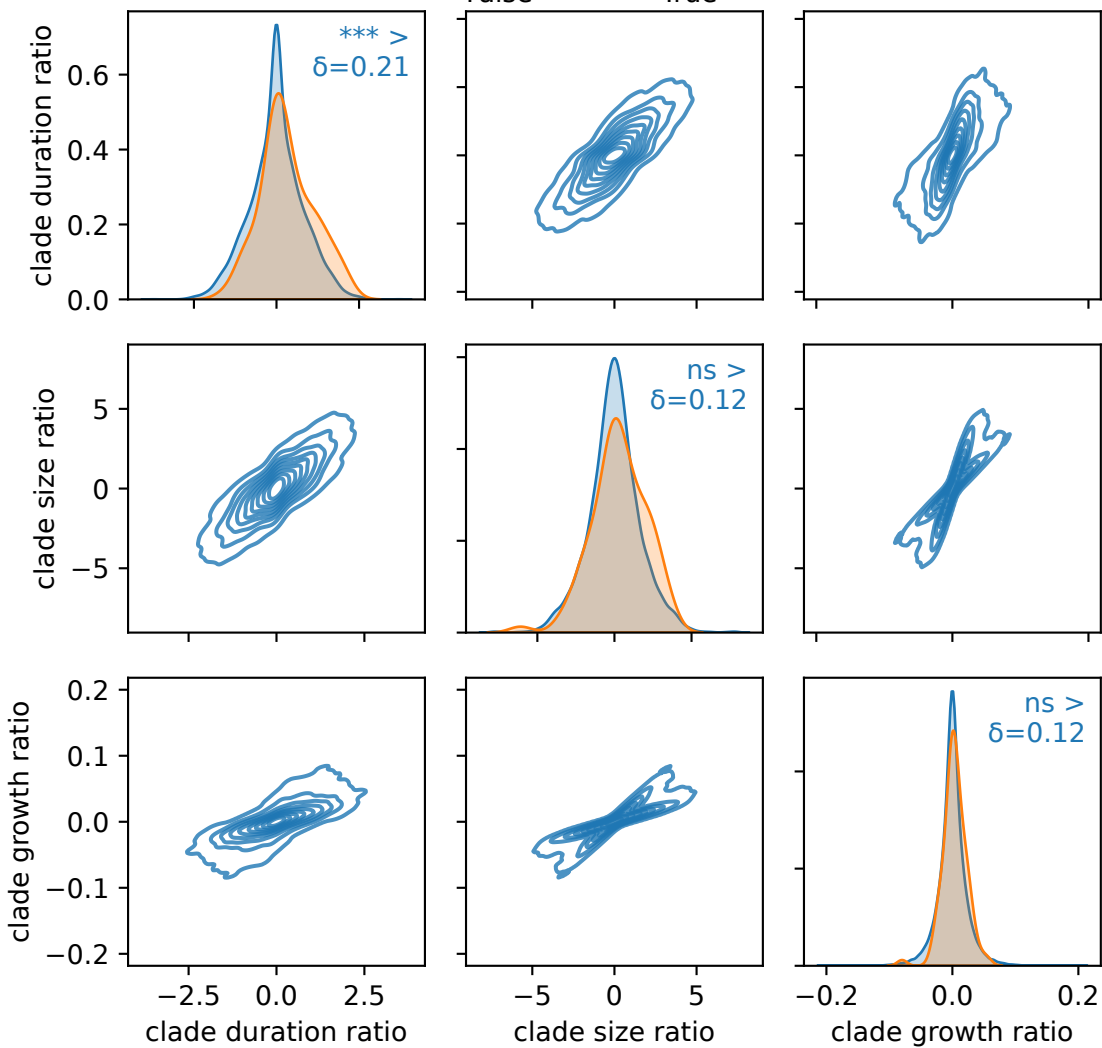 *** >
δ=0.21
clade duration ratio
0.6
0.4
0.2
0.0
ns >
δ=0.12
clade size ratio
5
0
−5
ns >
δ=0.12
clade growth ratio
0.2
0.1
0.0
−0.1
−0.2
−2.5 0.0 2.5 −5 0 5 −0.2 0.0 0.2
clade duration ratio clade size ratio clade growth ratio